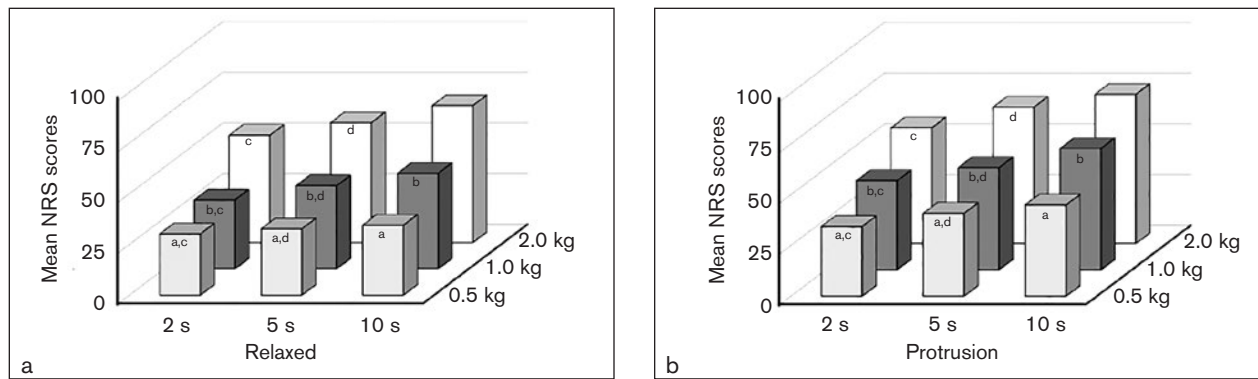 Mean NRS scores
100
75
50
25
0
c
d
b,c
b,d
b
a,c
a,d
a
2.0 kg
1.0 kg
0.5 kg
2 s 5 s 10 s
Relaxed
a
Mean NRS scores
100
75
50
25
0
c
d
b,c
b,d
b
a,c
a,d
a
2.0 kg
1.0 kg
0.5 kg
2 s 5 s 10 s
Protrusion
b